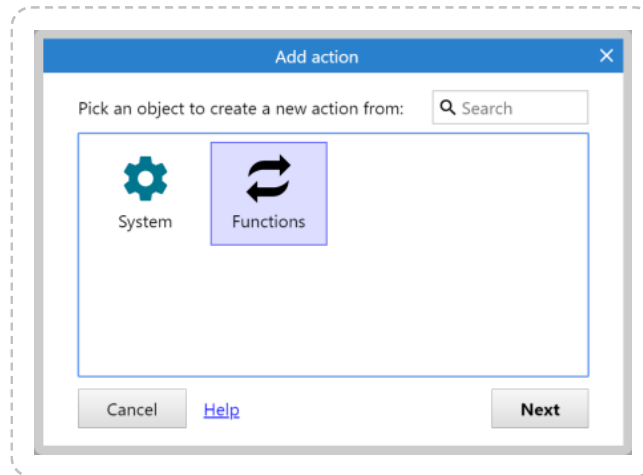 Add action
Pick an object to create a new action from:
Search
System
Functions
Cancel
Help
Next